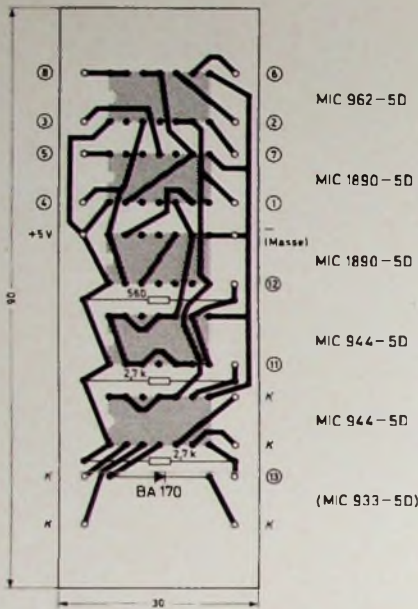 ⑧ ⑥
MIC 962-5D
③ ②
⑤ ⑦
MIC 1890-5D
④ ①
+5V −
(Masse)
MIC 1890-5D
⑫
560
90
MIC 944-5D
⑪
2,7 k
K
MIC 944-5D
K
2,7 k
K ⑬
BA 170
(MIC 933-5D)
K K
30